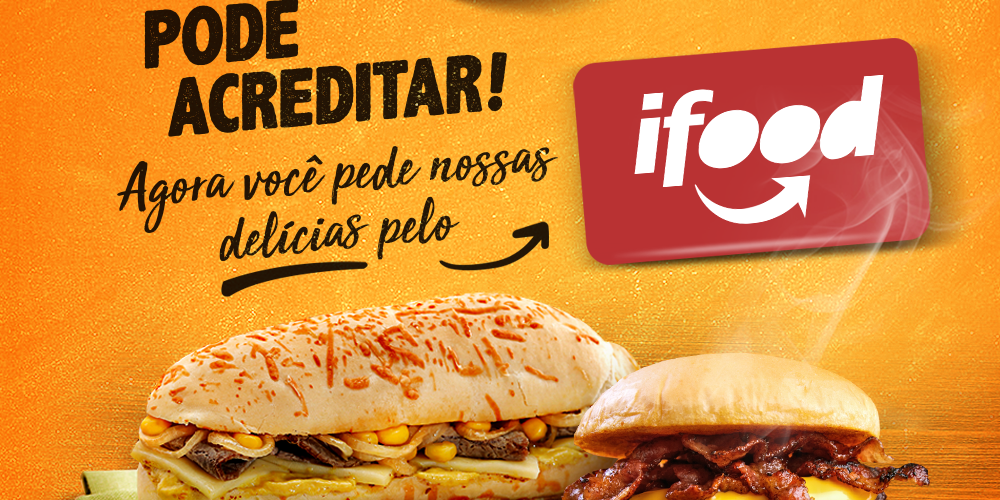 PODE
ACREDITAR!
Agora você pede nossas
delícias pelo
ifood